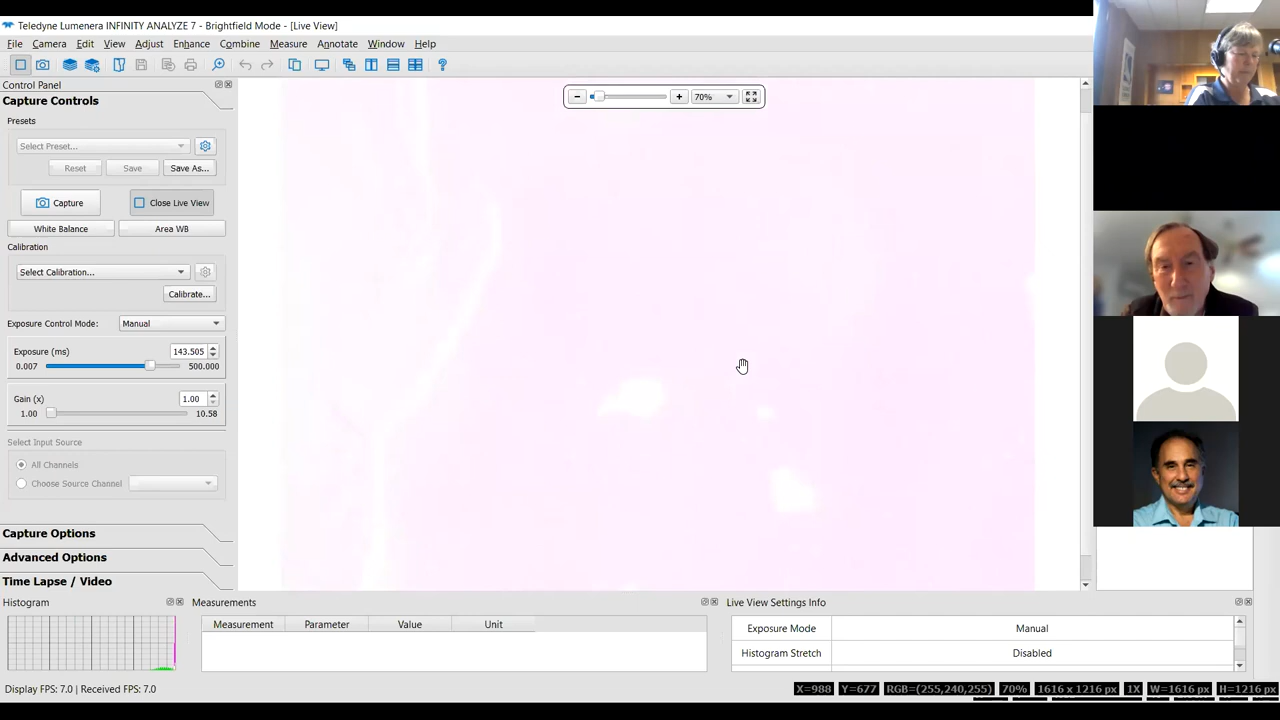 Teledyne Lumenera INFINITY ANALYZE 7 - Brightfield Mode - [Live View]
File Camera Edit View Adjust Enhance Combine Measure Annotate Window Help
Control Panel
Capture Controls
Presets
Select Preset...
Reset Save Save As...
Capture Close Live View
White Balance Area WB
Calibration
Select Calibration...
Calibrate...
Exposure Control Mode: Manual
Exposure (ms) 143.505
0.007 500.000
Gain (x) 1.00
1.00 10.58
Select Input Source
All Channels
Choose Source Channel
Capture Options
Advanced Options
Time Lapse / Video
70%
Histogram
Measurements
Measurement Parameter Value Unit
Live View Settings Info
Exposure Mode Manual
Histogram Stretch Disabled
Display FPS: 7.0 | Received FPS: 7.0
X=988 Y=677 RGB=(255,240,255) 70% 1616 x 1216 px 1X W=1616 px H=1216 px